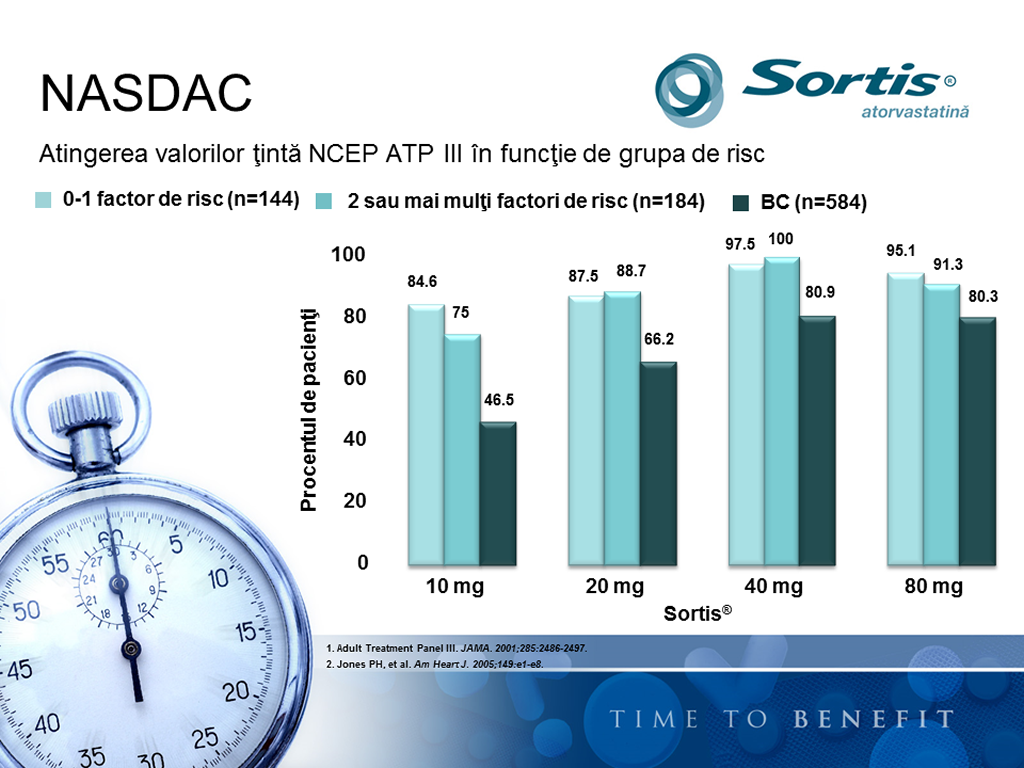 NASDAC
Sortis®
atorvastatină
Atingerea valorilor ţintă NCEP ATP III în funcţie de grupa de risc
0-1 factor de risc (n=144)
2 sau mai mulţi factori de risc (n=184)
BC (n=584)
Procentul de pacienţi
100
80
60
40
20
0
84.6
75
46.5
87.5
88.7
66.2
97.5
100
80.9
95.1
91.3
80.3
10 mg
20 mg
40 mg
80 mg
Sortis®
1. Adult Treatment Panel III. JAMA. 2001;285:2486-2497.
2. Jones PH, et al. Am Heart J. 2005;149:e1-e8.
TIME TO BENEFIT
60
5
10
15
20
25
30
35
40
45
50
55
30
3
6
9
12
18
21
24
27